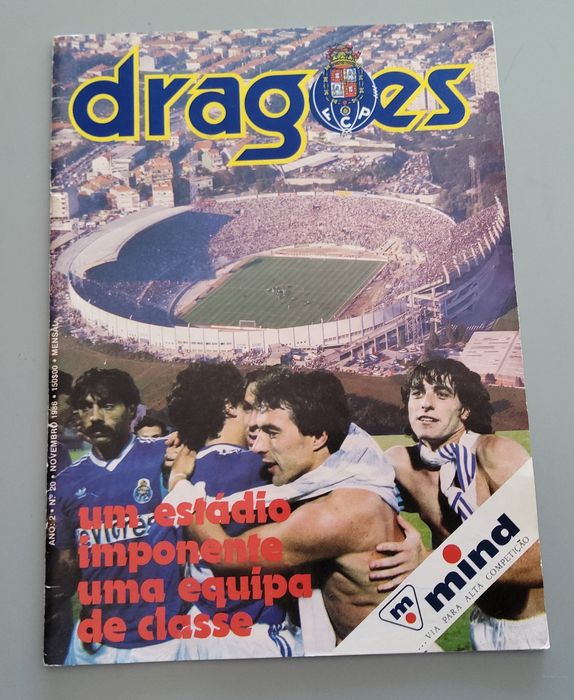 dragões
F C P
ANO: 2 • Nº 20 • NOVEMBRO 1986 • 150$00 • MENSAL
um estádio
imponente
uma equipa
de classe
m
mind
...VIA PARA ALTA COMPETIÇÃO